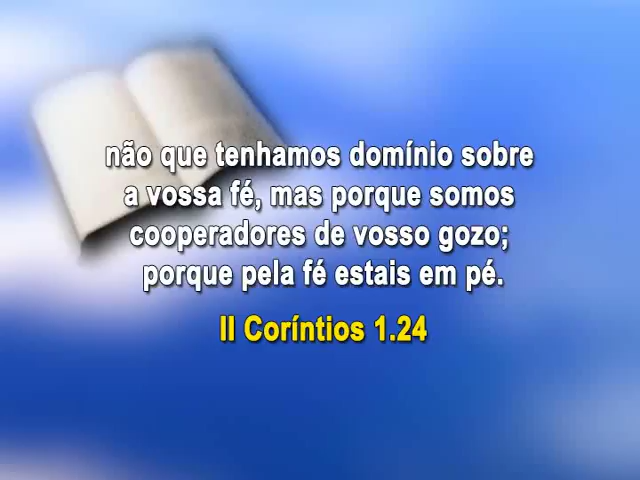 não que tenhamos domínio sobre
a vossa fé, mas porque somos
cooperadores de vosso gozo;
porque pela fé estais em pé.
II Coríntios 1.24